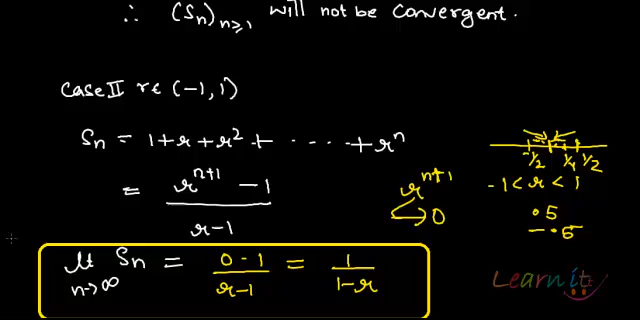 ∴ (Sn)n≥1 will not be convergent.
Case II r ∈ (-1, 1)
Sn = 1 + r + r² + ...... + rⁿ
= (rⁿ⁺¹ - 1) / (r - 1)
rⁿ⁺¹ → 0
-1/2 1/4 1/2
-1 < r < 1
.5
-.5
Lt n→∞ Sn = (0 - 1) / (r - 1) = 1 / (1 - r)
Learn it